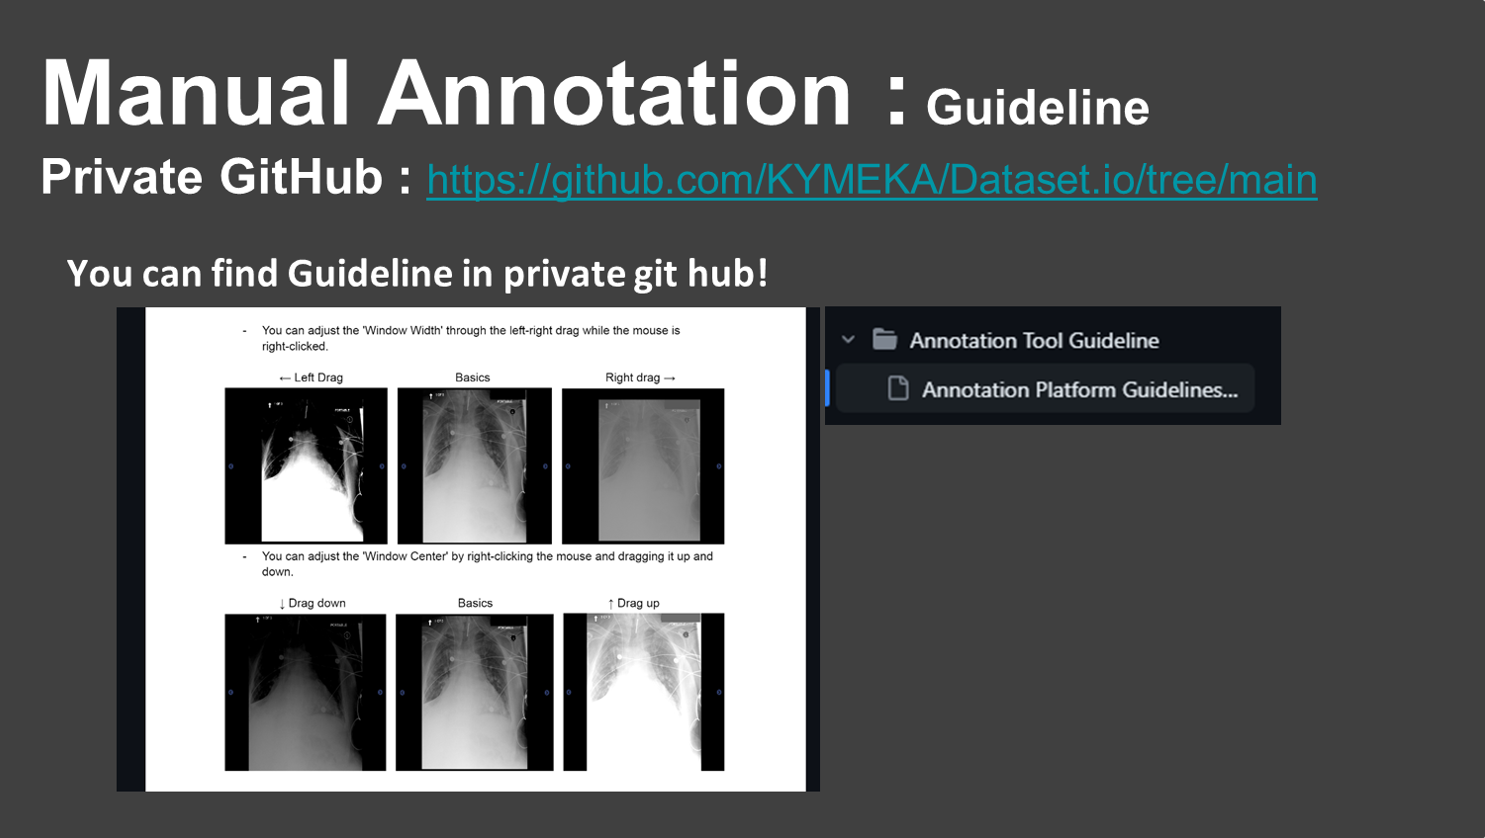 Manual Annotation : Guideline
Private GitHub : https://github.com/KYMEKA/Dataset.io/tree/main
You can find Guideline in private git hub!
- You can adjust the 'Window Width' through the left-right drag while the mouse is
right-clicked.
← Left Drag Basics Right drag →
- You can adjust the 'Window Center' by right-clicking the mouse and dragging it up and
down.
↓ Drag down Basics ↑ Drag up
Annotation Tool Guideline
Annotation Platform Guidelines...